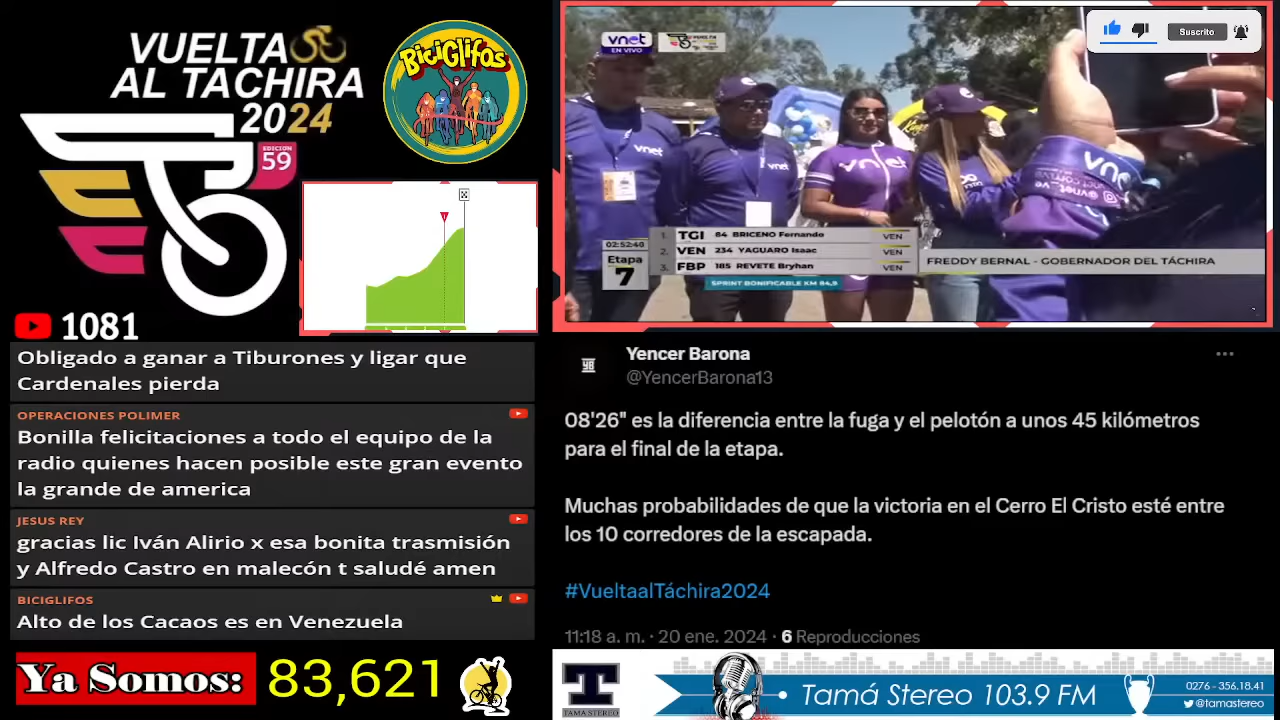 VUELTA
AL TACHIRA
2024
EDICION
59
BiciGlifos
1081
Obligado a ganar a Tiburones y ligar que
Cardenales pierda
OPERACIONES POLIMER
Bonilla felicitaciones a todo el equipo de la
radio quienes hacen posible este gran evento
la grande de america
JESUS REY
gracias lic Iván Alirio x esa bonita trasmisión
y Alfredo Castro en malecón t saludé amen
BICIGLIFOS
Alto de los Cacaos es en Venezuela
Ya Somos: 83,621
vnet
EN VIVO
Suscrito
vnet
vnet
vnet
vnet
02:52:40
Etapa
7
1. TGI 84 BRICENO Fernando VEN
2. VEN 234 YAGUARO Isaac VEN
3. FBP 185 REVETE Bryhan VEN
SPRINT BONIFICABLE KM 84,9
FREDDY BERNAL - GOBERNADOR DEL TÁCHIRA
YB
Yencer Barona
@YencerBarona13
08'26" es la diferencia entre la fuga y el pelotón a unos 45 kilómetros
para el final de la etapa.
Muchas probabilidades de que la victoria en el Cerro El Cristo esté entre
los 10 corredores de la escapada.
#VueltaalTáchira2024
11:18 a. m. · 20 ene. 2024 · 6 Reproducciones
T
TAMÁ STEREO
Tamá Stereo 103.9 FM
0276 - 356.18.41
@tamastereo